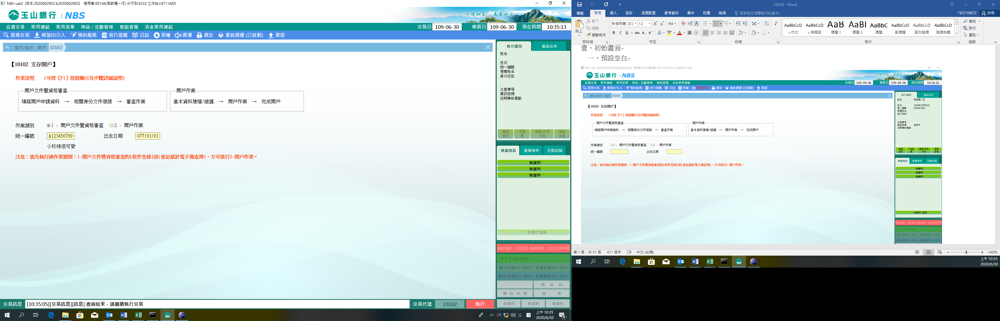 NBS-uat2 (版本:2020062902.b2020062902) 使用者:00144(測試櫃一戊) 分行別:9232 工作站:L9711A05
玉山銀行 | NBS
心清如玉，義重如山。
自選交易 常用連結 常用表單 商品 / 活動管理 智能客服 消金常用連結
交易日 109-06-30 帳務日 109-06-30 現在時間 10:35:13
搜尋交易 帳號ID引入 預約服務 蒞行提醒 日誌 授權 廣播 鎖定 重啟週邊 (已啟動) 簽退
開戶/銷戶 開戶 10102
【10102 支存開戶】
作業流程 （可按［F1］按鈕顯示各步驟詳細說明）
開戶文件暨資格審查
填寫開戶申請資料 → 相關身份文件徵提 → 審查作業
開戶作業
基本資料建檔/維護 → 開戶作業 → 完成開戶
作業類別 1 - 開戶文件暨資格審查 2 - 開戶作業
統一編號 A123456789 出生日期 077/01/01
小珍珠很可愛
注意：需先執行過作業類別：1-開戶文件暨資格審查的[收件登錄]後(會記載於電子備查簿)，方可進行2-開戶作業。
身分識別 產品往來
姓名
生日
統一編號
理專姓名
身分註記
注意事項
簡訊密碼
近期事故異動
顧客資訊 手續費 通路/共同行銷 顧客影像
推薦商品 重要事件 互動記錄
無資料
無資料
無資料
一般轉介登錄
服務號碼： 0000 等候時間： 00分00秒
ＶＩＰ:0人 00分
個人交易:0人 00分 企業交易:0人 00分
開戶/申請:0人 00分 外匯業務:0人 00分
再 呼 叫
預 約 叫 號 結 束
無資料 無資料 無資料
交易訊息 [10:35:05][交易訊息][訊息] 查詢結束，請繼續執行交易
交易代號 10102 執行
英
上午 10:35
2020/6/30
4
10102 - Word
檔案 常用 插入 設計 版面配置 參考資料 郵件 校閱 檢視 告訴我您想要執行的動作...
TEST19072 共用
貼上 剪下 複製 複製格式
新細明體 (本文 12
剪貼簿 字型 段落 樣式 編輯
AaBbCcD AaBbCcD AaB AaBl AaBbC AaBbCcD AaBbCcD AaBbCcD
內文 無間距 標題 1 標題 2 標題 副標題 區別強調 強調斜體
尋找
取代
選取
壹、初始畫面
一、預設空白
NBS-uat2 (版本:2020040302.b2020040302) 使用者:00144(測試櫃一戊) 分行別:9232 工作站:L9711A05
玉山銀行 | NBS
心清如玉，義重如山。
自選交易 常用連結 常用表單 商品 / 活動管理 智能客服 消金常用連結
交易日 109-04-06 帳務日 109-04-06 現在時間 10:36:16
搜尋交易 帳號ID引入 預約服務 蒞行提醒 日誌 授權 鎖定 重啟週邊 (已啟動) 簽退
開戶/銷戶 開戶 10102
【10102 支存開戶】
作業流程 （可按［F1］按鈕顯示各步驟詳細說明）
開戶文件暨資格審查
填寫開戶申請資料 → 相關身份文件徵提 → 審查作業
開戶作業
基本資料建檔/維護 → 開戶作業 → 完成開戶
作業類別 1 - 開戶文件暨資格審查 2 - 開戶作業
統一編號 出生日期
注意：需先執行過作業類別：1-開戶文件暨資格審查的[收件登錄]後(會記載於電子備查簿)，方可進行2-開戶作業。
身分識別 產品往來
姓名
生日 1968年08月08日
統一編號 D299001982
理專姓名
身分註記
注意事項
簡訊密碼 使用中
近期事故異動
顧客資訊 手續費 通路/共同行銷 顧客影像
推薦商品 重要事件 互動記錄
無資料
無資料
無資料
一般轉介登錄
服務號碼： 0000 等候時間： 00分00秒
ＶＩＰ:0人 00分
個人交易:0人 00分 企業交易:0人 00分
開戶/申請:0人 00分 外匯業務:0人 00分
第 1 頁，共 51 頁 471 個字 中文 (台灣)
140%
上午 10:35
2020/6/30